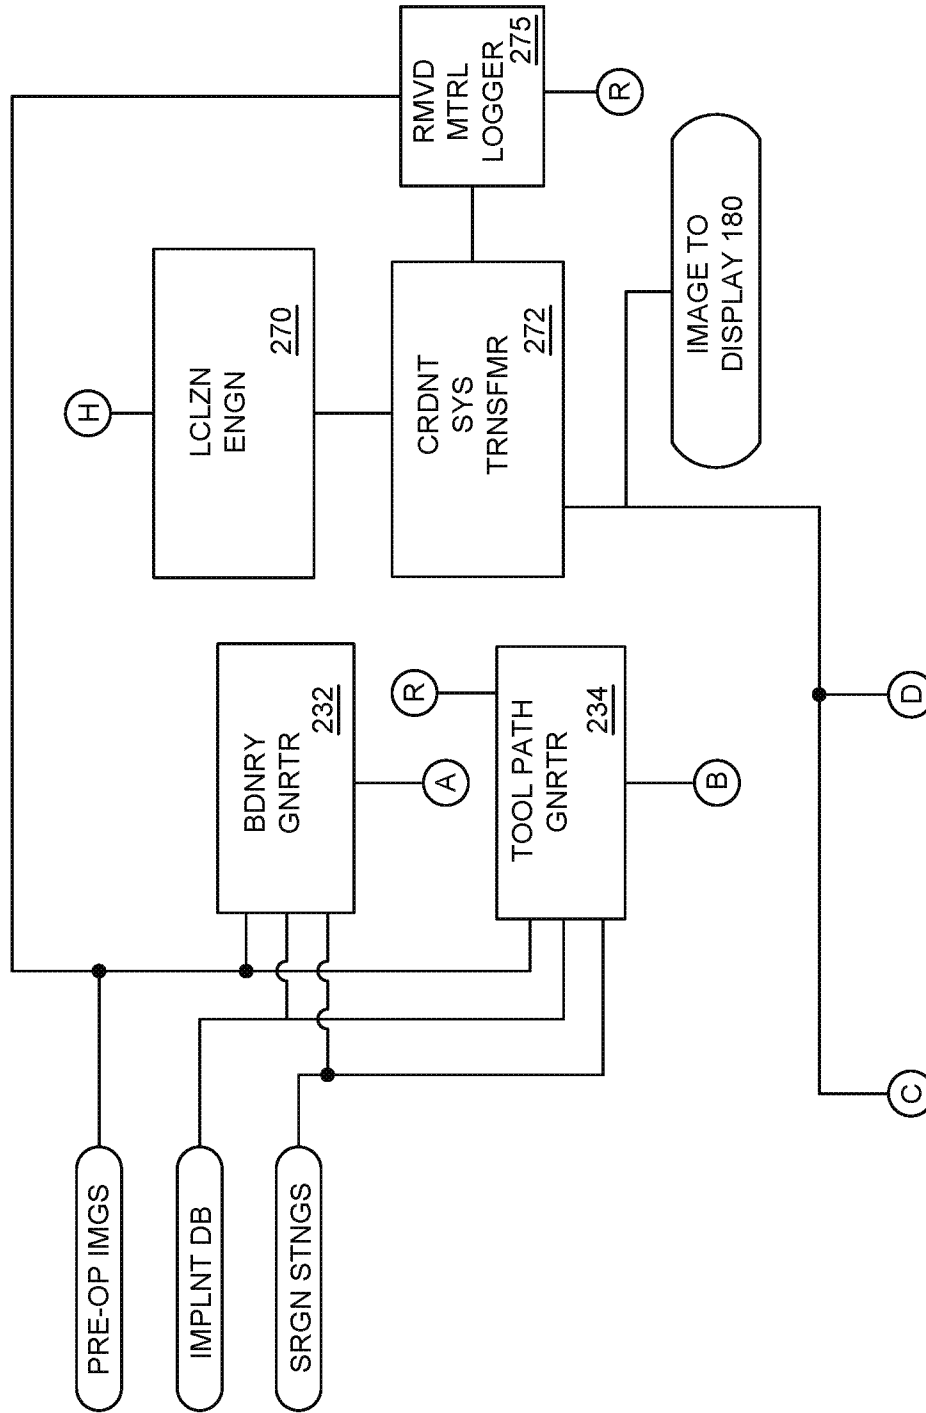 PRE-OP IMGS
IMPLNT DB
SRGN STNGS
BDNRY
GNRTR
232
A
R
TOOL PATH
GNRTR
234
B
H
LCLZN
ENGN
270
CRDNT
SYS
TRNSFMR
272
RMVD
MTRL
LOGGER
275
R
IMAGE TO
DISPLAY 180
C
D